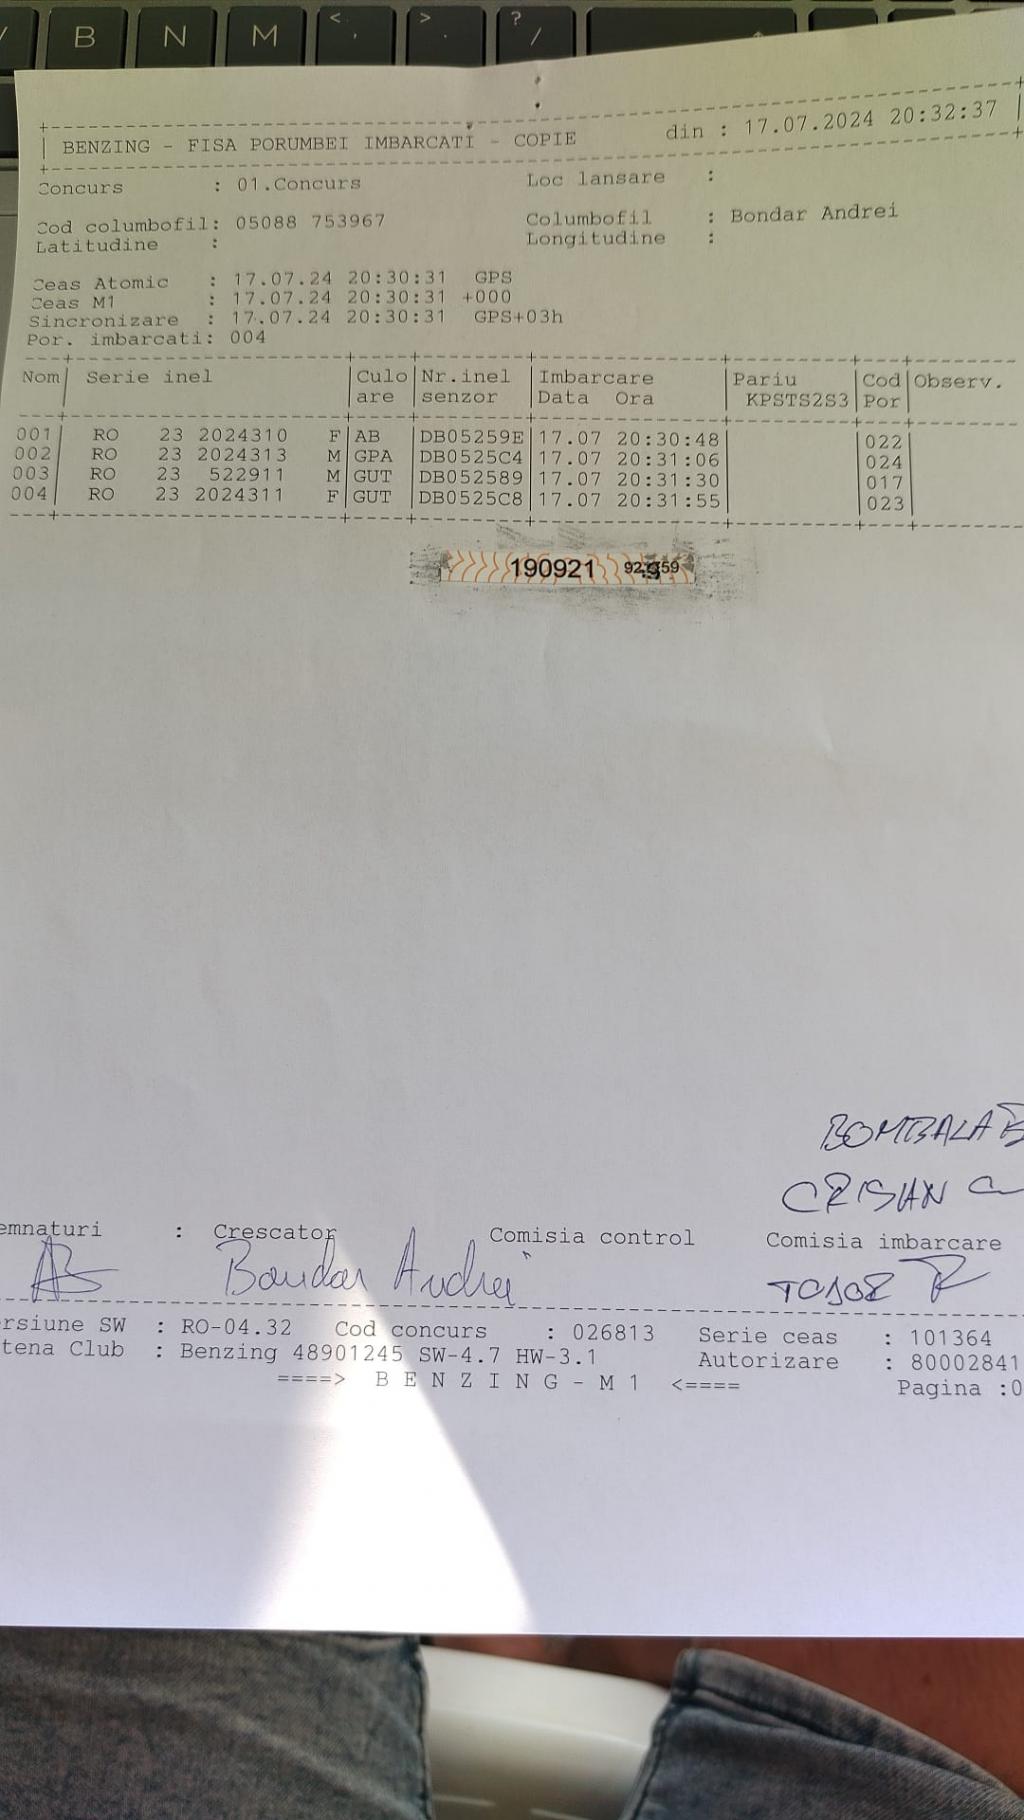 B N M < , > . ? /
BENZING - FISA PORUMBEI IMBARCATI - COPIE din : 17.07.2024 20:32:37
Concurs : 01.Concurs Loc lansare :
Cod columbofil: 05088 753967 Columbofil : Bondar Andrei
Latitudine : Longitudine :
Ceas Atomic : 17.07.24 20:30:31 GPS
Ceas M1 : 17.07.24 20:30:31 +000
Sincronizare : 17.07.24 20:30:31 GPS+03h
Por. imbarcati: 004
Nom Serie inel Culo Nr.inel Imbarcare Pariu Cod Observ.
are senzor Data Ora KPSTS2S3 Por
001 RO 23 2024310 F AB DB05259E 17.07 20:30:48 022
002 RO 23 2024313 M GPA DB0525C4 17.07 20:31:06 024
003 RO 23 522911 M GUT DB052589 17.07 20:31:30 017
004 RO 23 2024311 F GUT DB0525C8 17.07 20:31:55 023
190921
BOMBALA
CRISAN
emnaturi : Crescator Comisia control Comisia imbarcare
Bondar Andrei
rsiune SW : RO-04.32 Cod concurs : 026813 Serie ceas : 101364
tena Club : Benzing 48901245 SW-4.7 HW-3.1 Autorizare : 80002841
====> B E N Z I N G - M 1 <==== Pagina :0